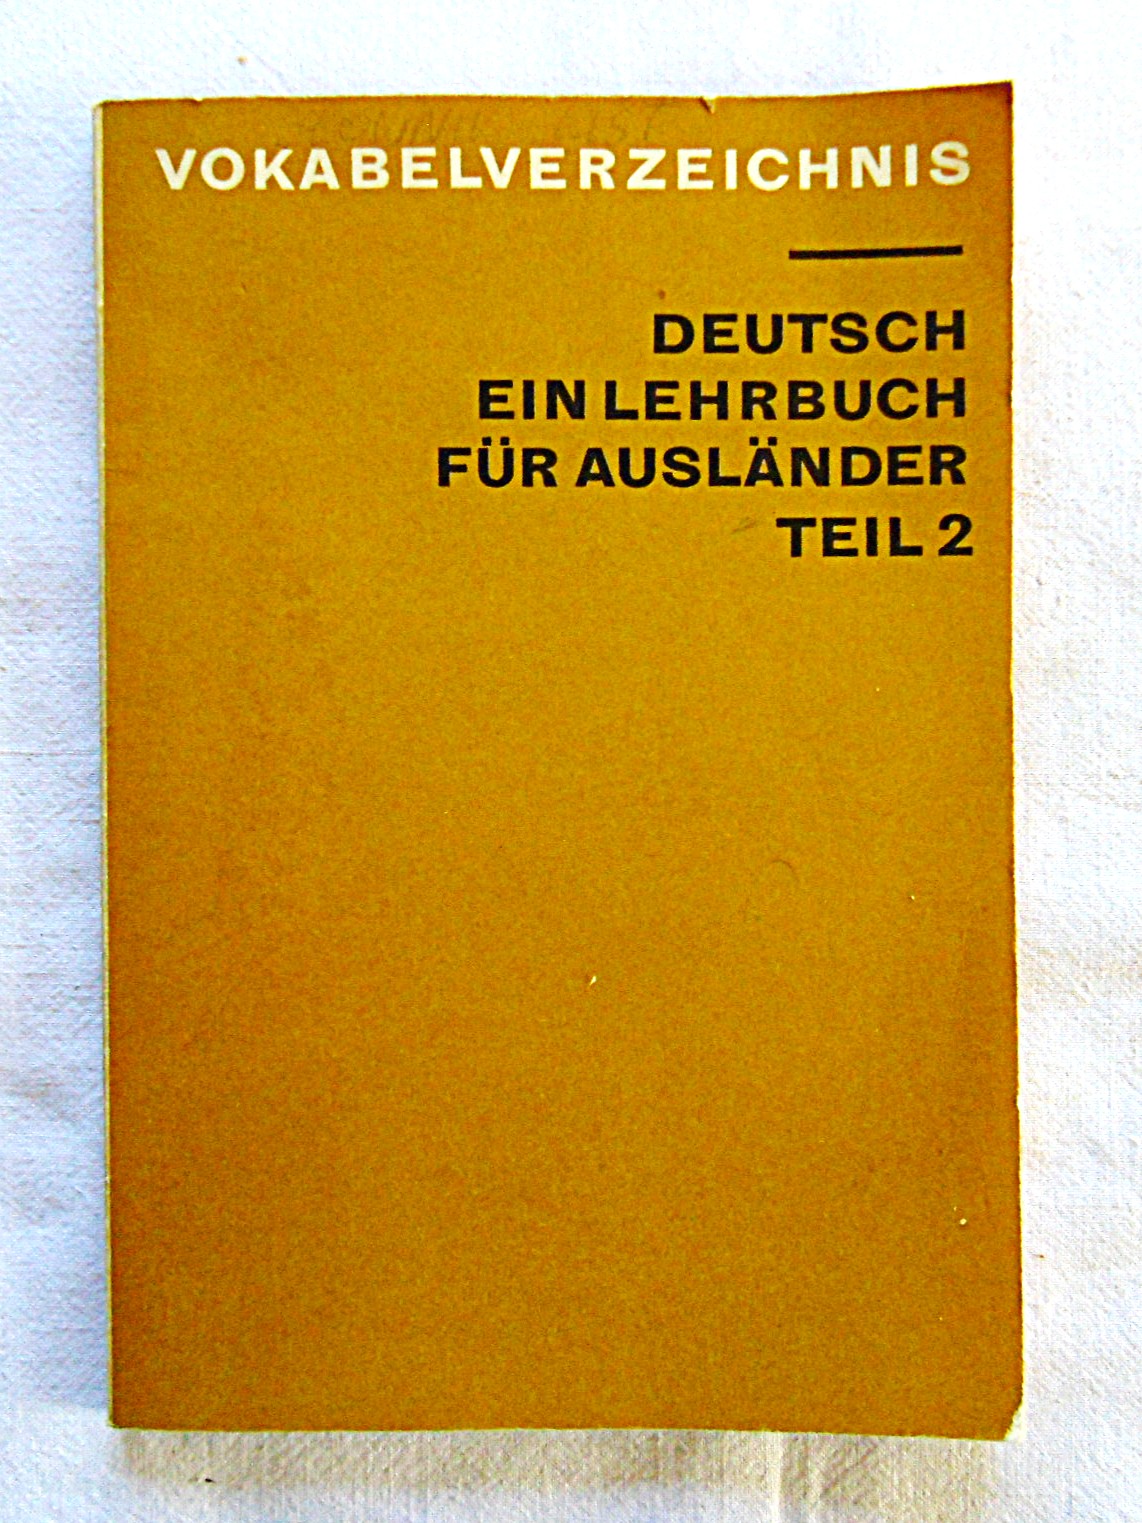 VOKABELVERZEICHNIS
DEUTSCH
EIN LEHRBUCH
FÜR AUSLÄNDER
TEIL 2